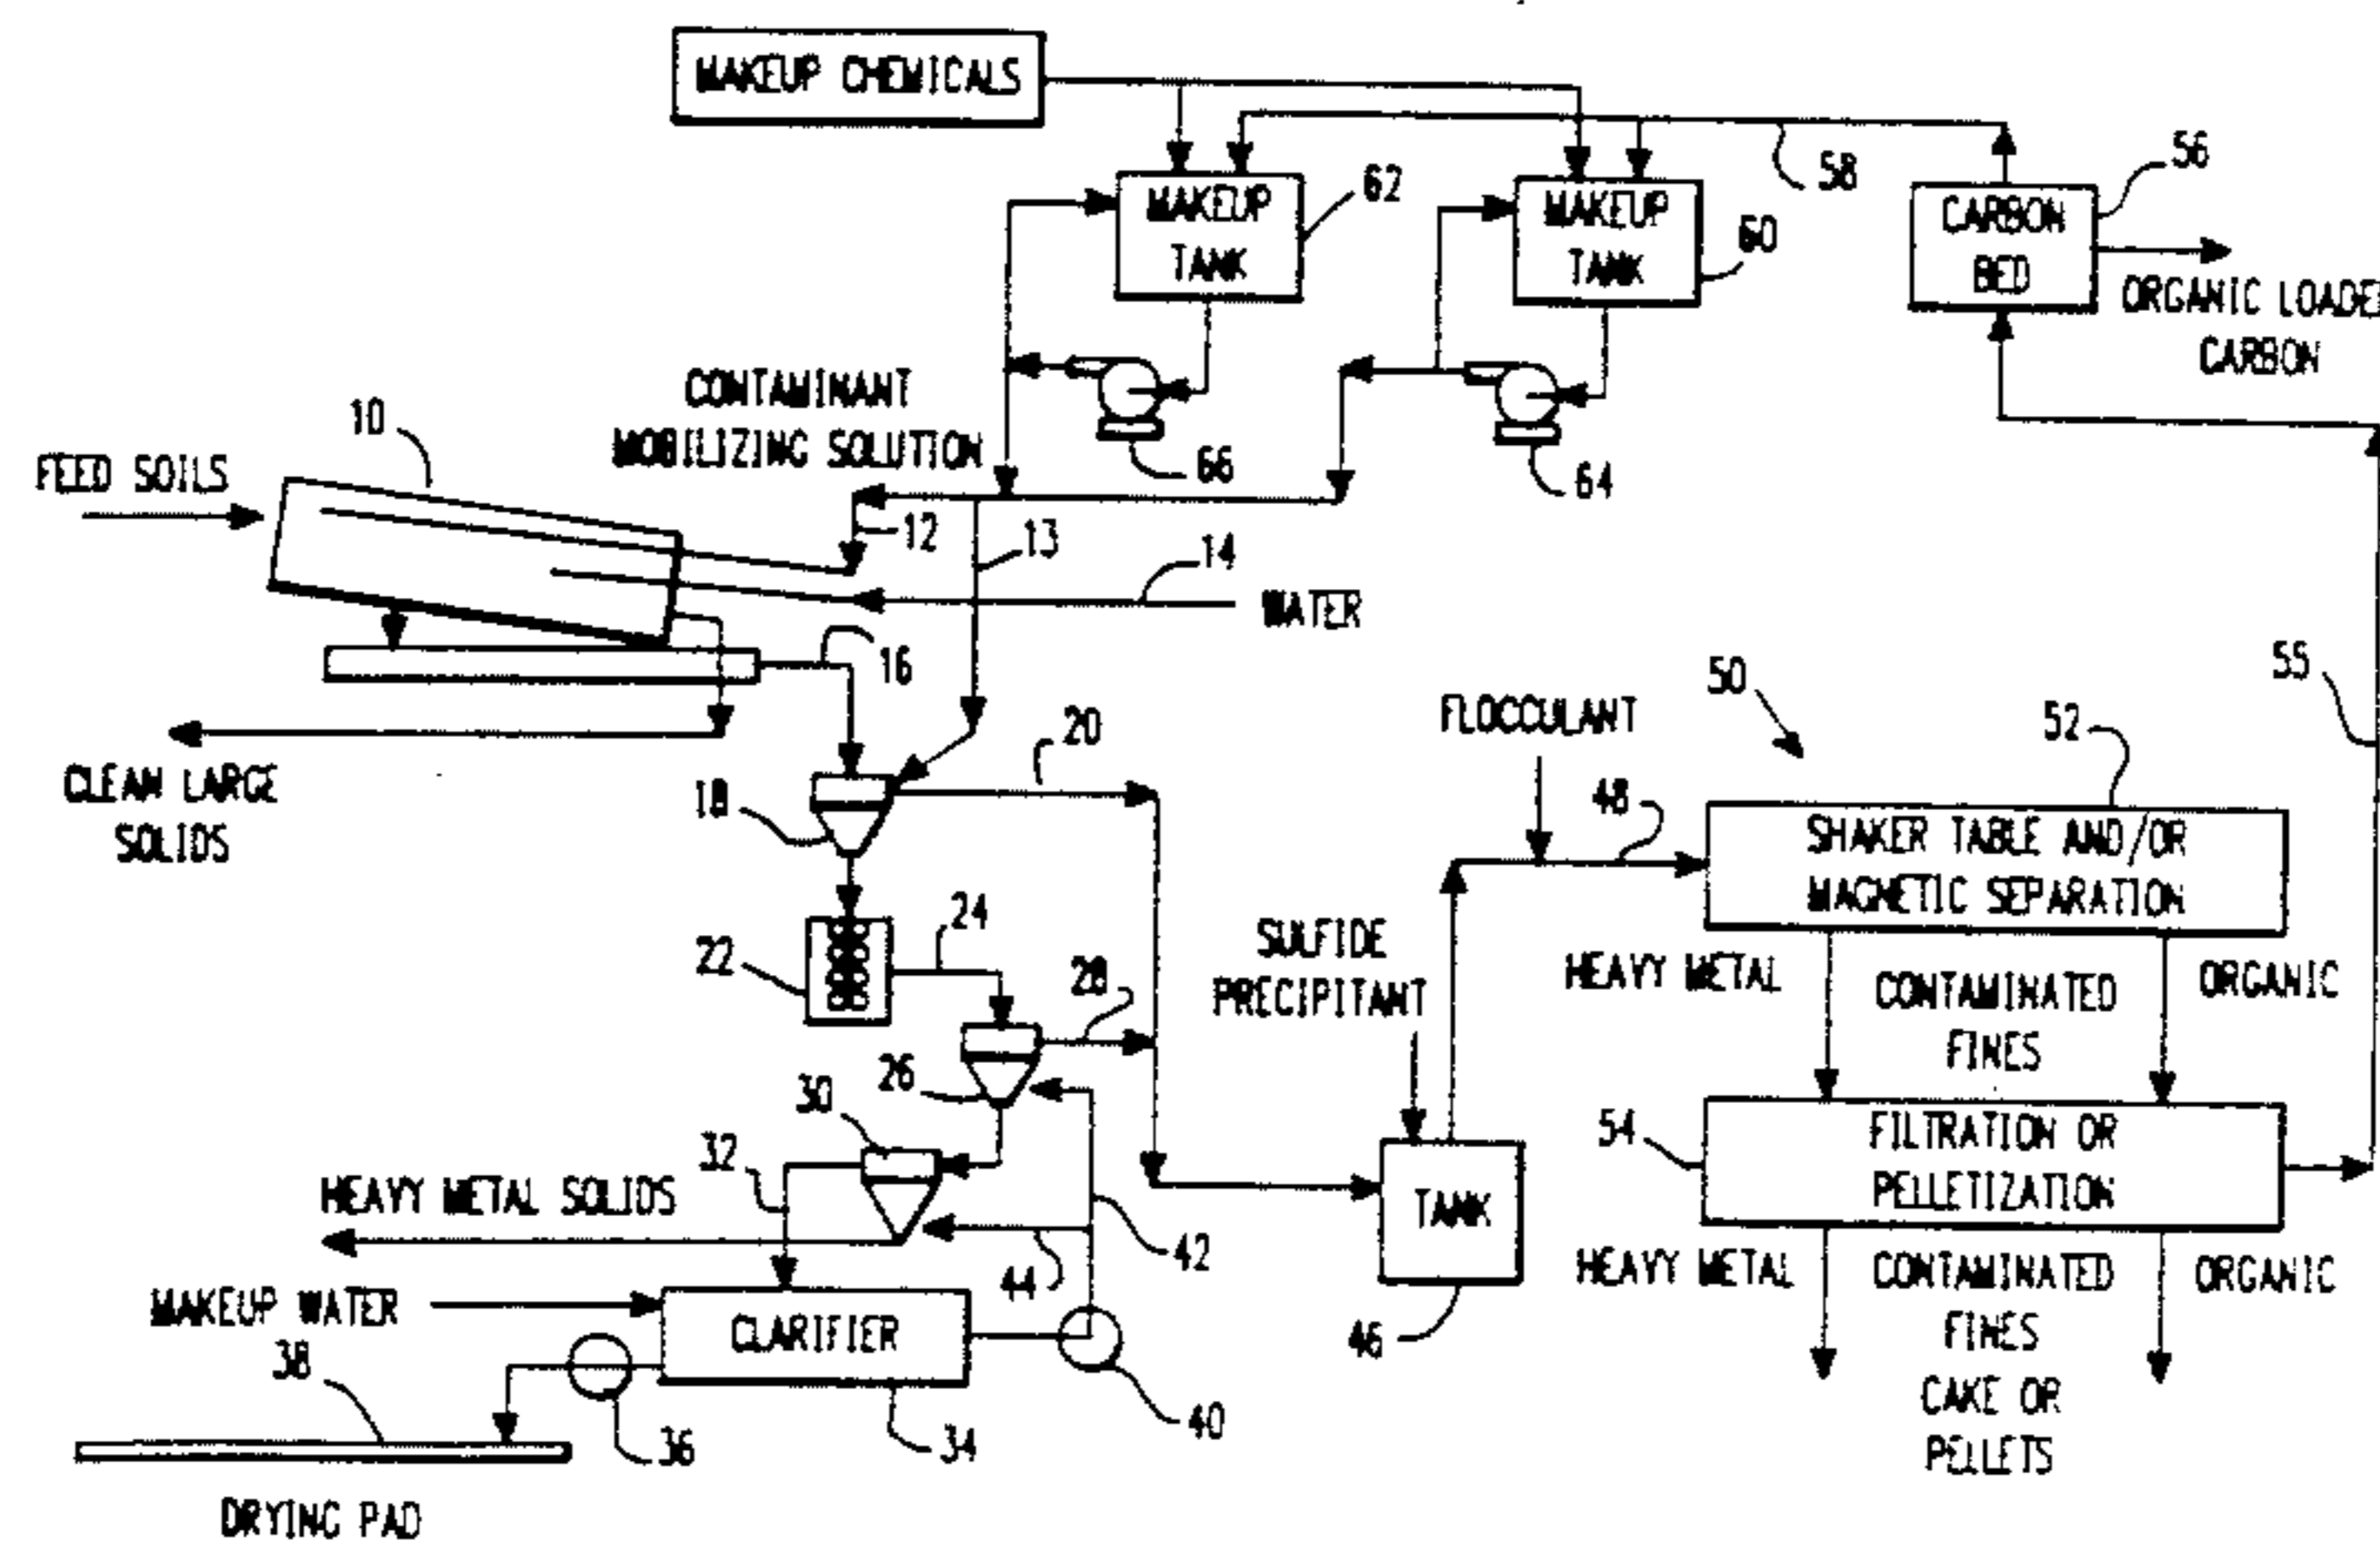 MAKEUP CHEMICALS
MAKEUP
TANK
62
MAKEUP
TANK
60
58
56
CARBON
BED
ORGANIC LOADE
CARBON
CONTAMINANT
MOBILIZING SOLUTION
66
64
10
FEED SOILS
12
13
14
WATER
16
CLEAN LARGE
SOLIDS
18
20
22
24
26
28
30
32
HEAVY METAL SOLIDS
MAKEUP WATER
38
CLARIFIER
36
34
40
42
44
DRYING PAD
SULFIDE
PRECIPITANT
TANK
46
FLOCCULANT
48
50
52
55
SHAKER TABLE AND/OR
MAGNETIC SEPARATION
HEAVY METAL
CONTAMINATED
FINES
ORGANIC
54
FILTRATION OR
PELLETIZATION
HEAVY METAL
CONTAMINATED
FINES
CAKE OR
PELLETS
ORGANIC